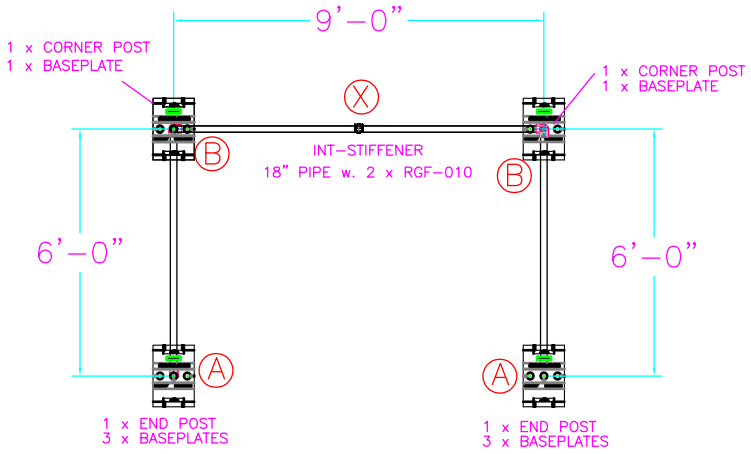 9'-0"
1 x CORNER POST
1 x BASEPLATE
1 x CORNER POST
1 x BASEPLATE
X
B
INT-STIFFENER
18" PIPE w. 2 x RGF-010
B
6'-0"
6'-0"
A
A
1 x END POST
3 x BASEPLATES
1 x END POST
3 x BASEPLATES